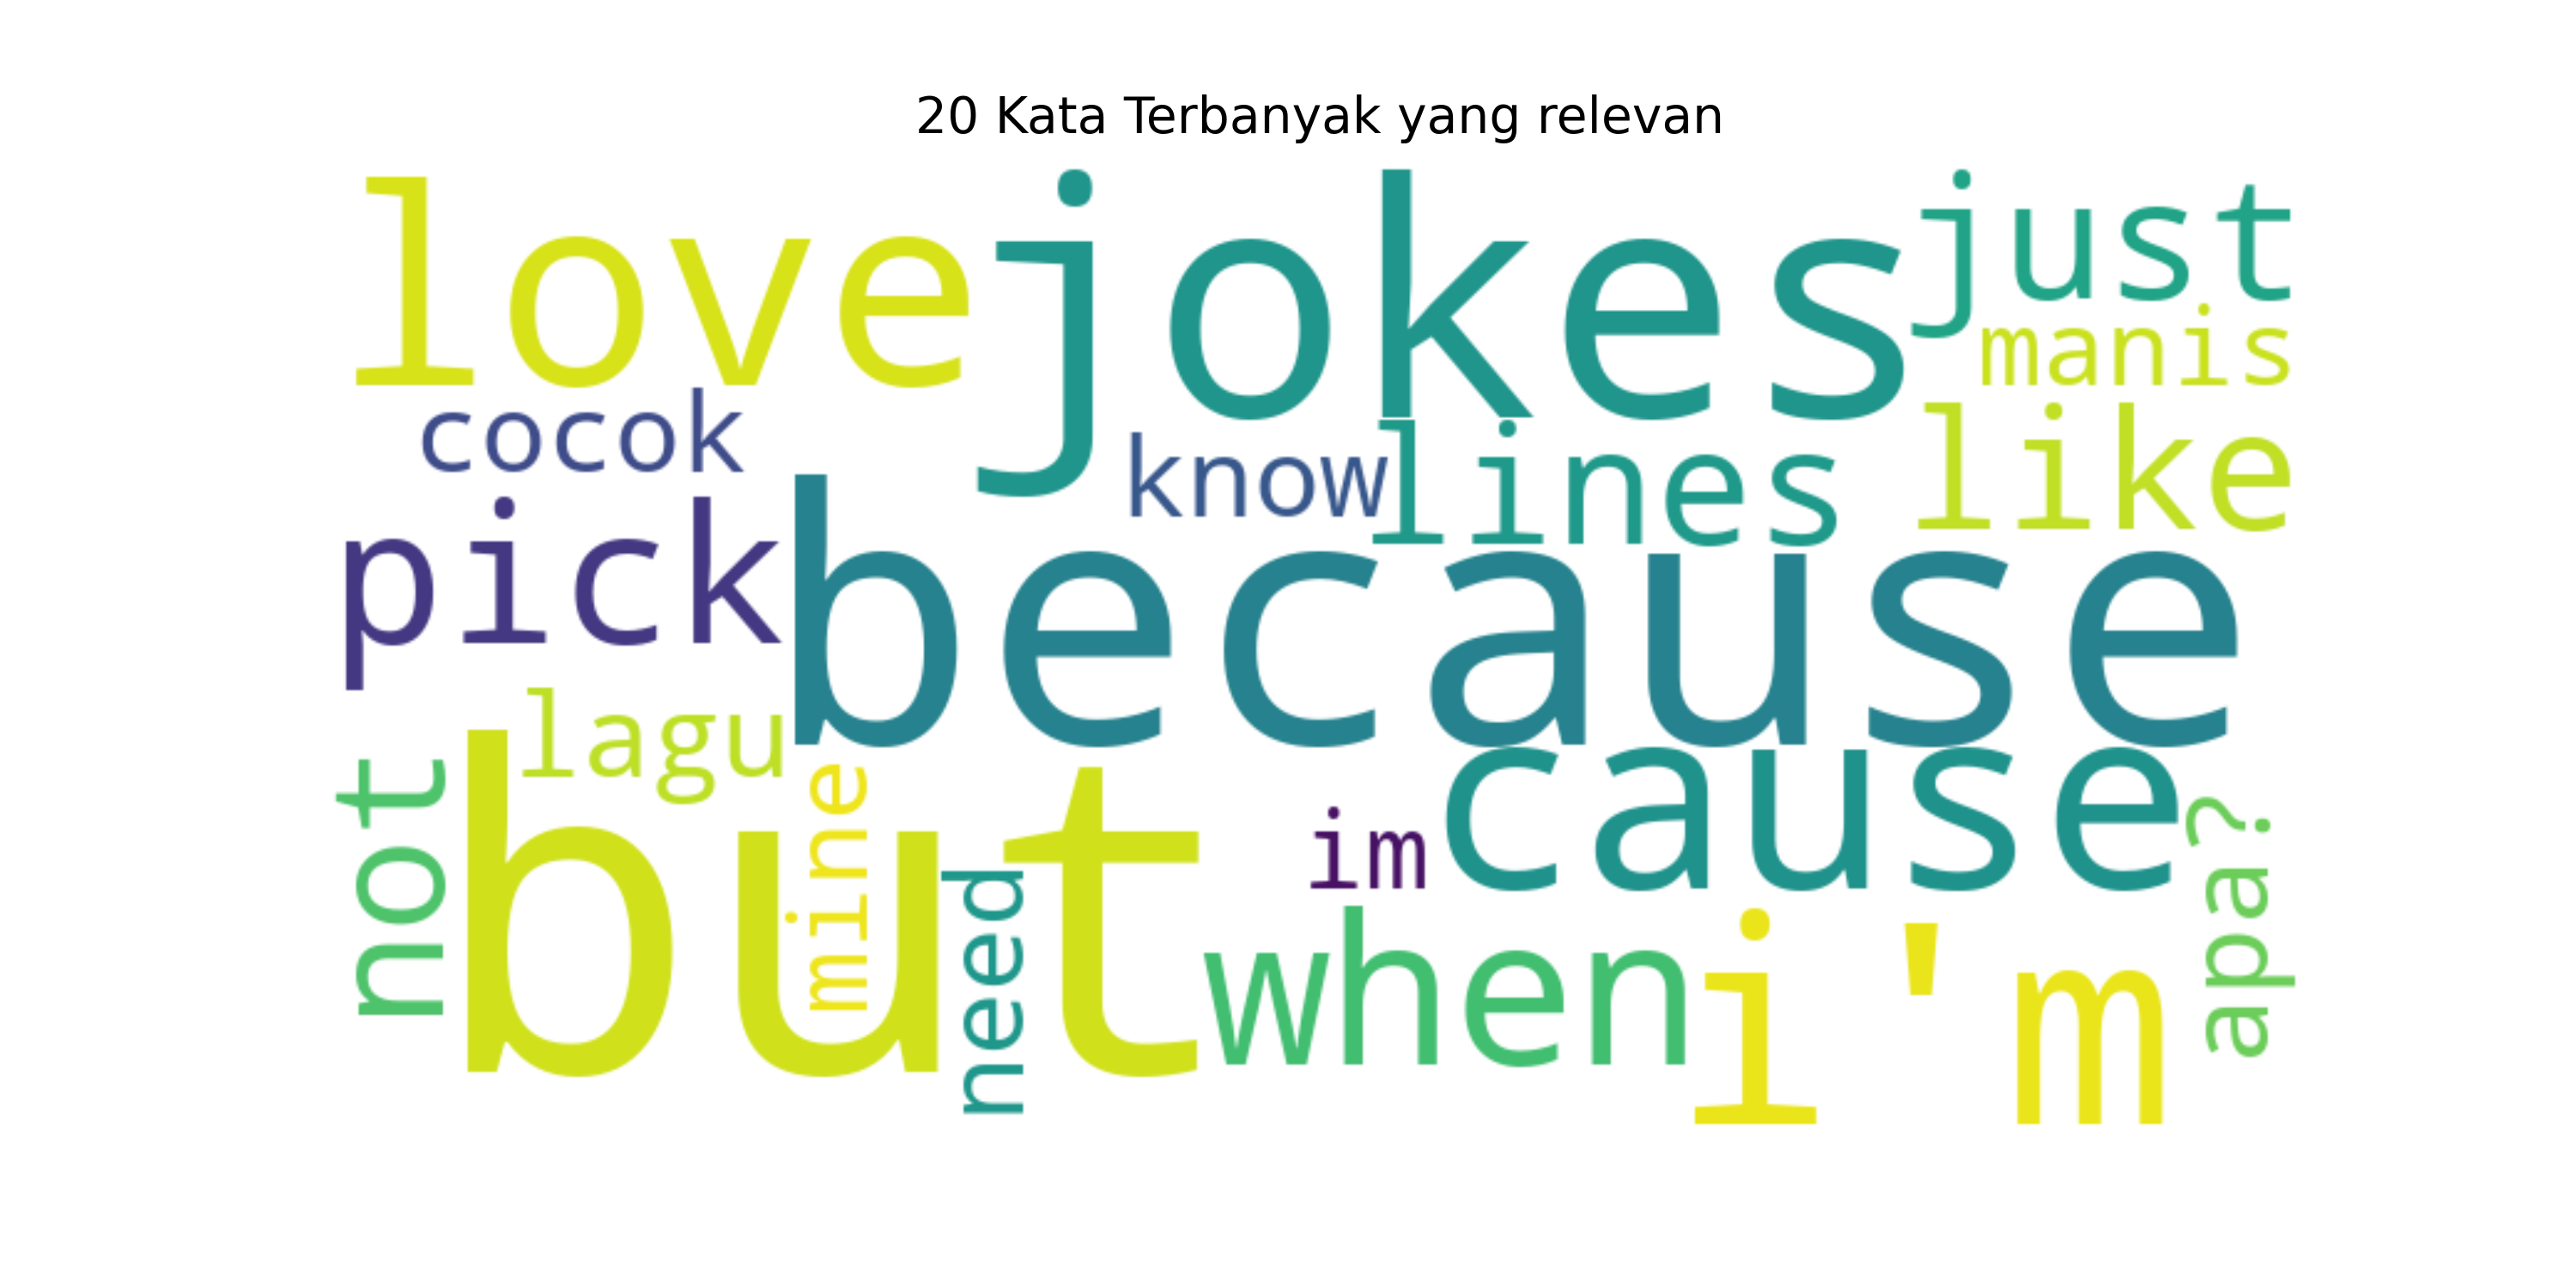 20 Kata Terbanyak yang relevan
love
jokes
just
manis
cocok
know
lines
like
pick
because
lagu
not
but
mine
need
im
cause
when
i'm
apa?